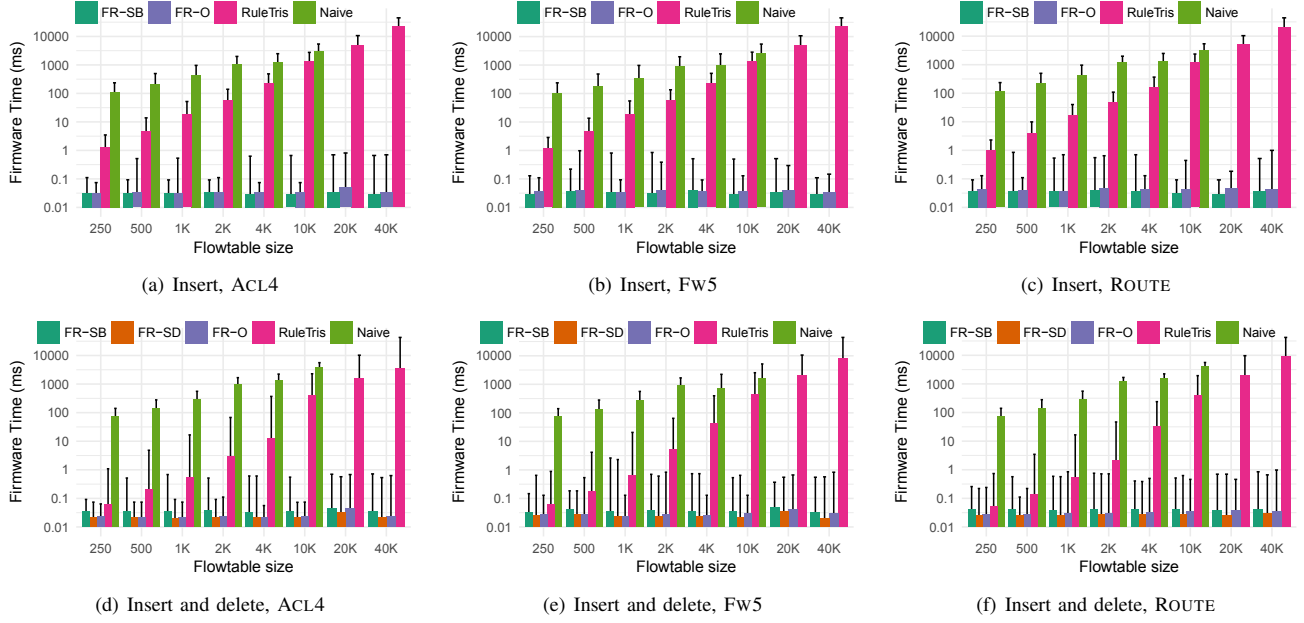 FR−SB FR−O RuleTris Naive
Firmware Time (ms)
10000
1000
100
10
1
0.1
0.01
250 500 1K 2K 4K 10K 20K 40K
Flowtable size
(a) Insert, ACL4
FR−SB FR−O RuleTris Naive
Firmware Time (ms)
10000
1000
100
10
1
0.1
0.01
250 500 1K 2K 4K 10K 20K 40K
Flowtable size
(b) Insert, FW5
FR−SB FR−O RuleTris Naive
Firmware Time (ms)
10000
1000
100
10
1
0.1
0.01
250 500 1K 2K 4K 10K 20K 40K
Flowtable size
(c) Insert, ROUTE
FR−SB FR−SD FR−O RuleTris Naive
Firmware Time (ms)
10000
1000
100
10
1
0.1
0.01
250 500 1K 2K 4K 10K 20K 40K
Flowtable size
(d) Insert and delete, ACL4
FR−SB FR−SD FR−O RuleTris Naive
Firmware Time (ms)
10000
1000
100
10
1
0.1
0.01
250 500 1K 2K 4K 10K 20K 40K
Flowtable size
(e) Insert and delete, FW5
FR−SB FR−SD FR−O RuleTris Naive
Firmware Time (ms)
10000
1000
100
10
1
0.1
0.01
250 500 1K 2K 4K 10K 20K 40K
Flowtable size
(f) Insert and delete, ROUTE